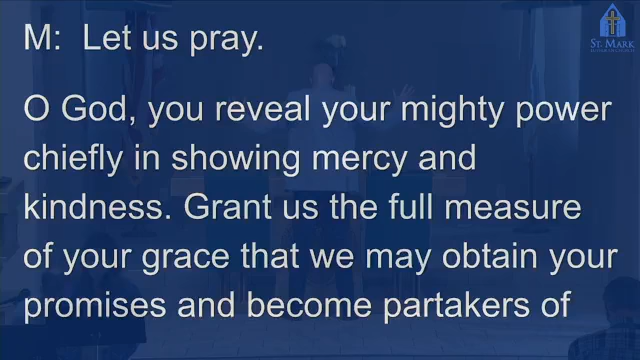 M: Let us pray.
O God, you reveal your mighty power
chiefly in showing mercy and
kindness. Grant us the full measure
of your grace that we may obtain your
promises and become partakers of
ST. MARK